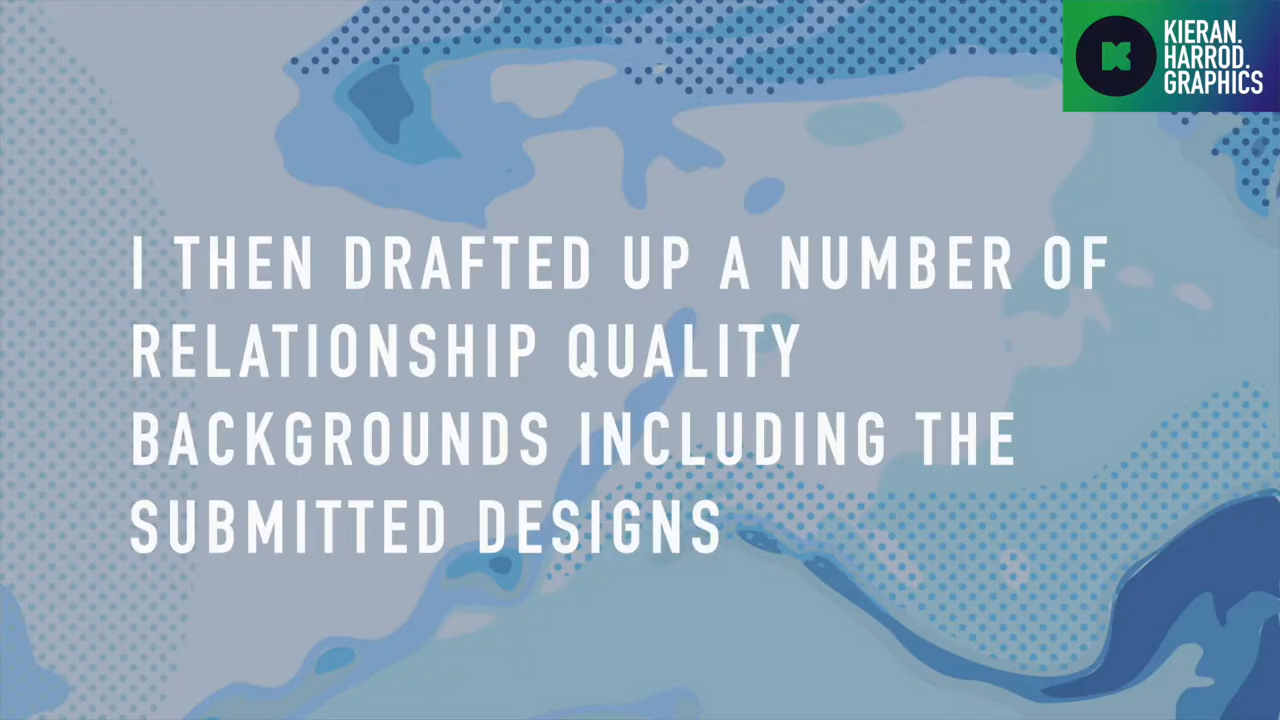 KIERAN.
HARROD.
GRAPHICS
I THEN DRAFTED UP A NUMBER OF
RELATIONSHIP QUALITY
BACKGROUNDS INCLUDING THE
SUBMITTED DESIGNS